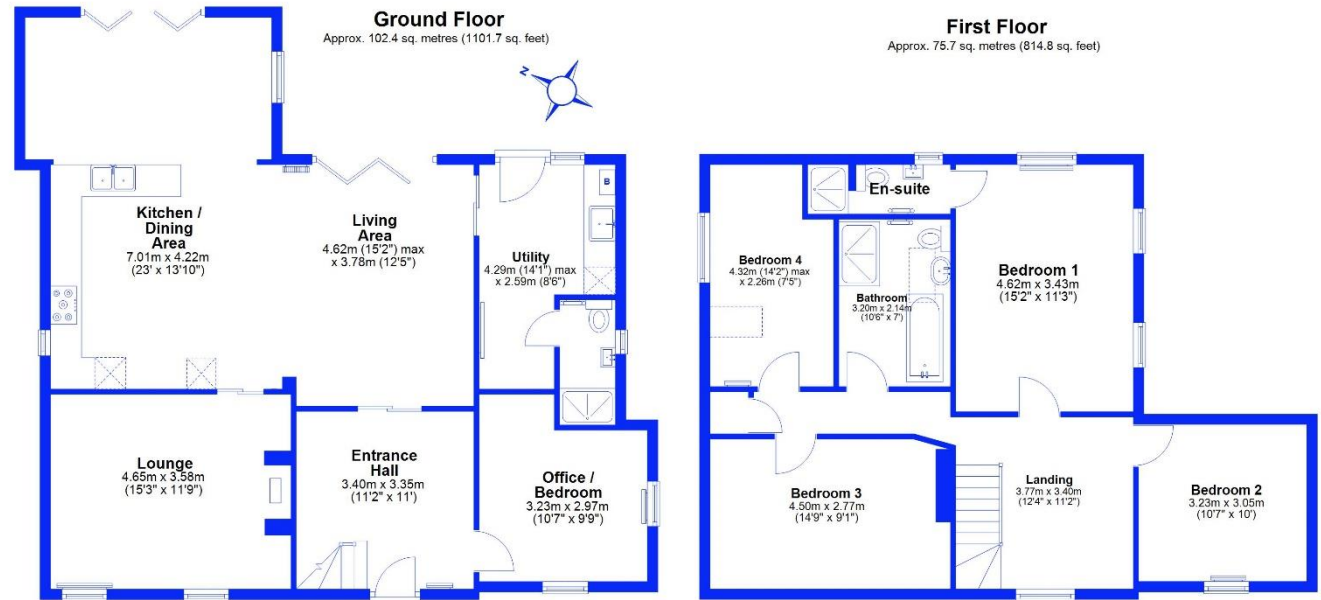 Ground Floor
Approx. 102.4 sq. metres (1101.7 sq. feet)
N
Kitchen /
Dining
Area
7.01m x 4.22m
(23' x 13'10")
Living
Area
4.62m (15'2") max
x 3.78m (12'5")
B
Utility
4.29m (14'1") max
x 2.59m (8'6")
Lounge
4.65m x 3.58m
(15'3" x 11'9")
Entrance
Hall
3.40m x 3.35m
(11'2" x 11')
Office /
Bedroom
3.23m x 2.97m
(10'7" x 9'9")
First Floor
Approx. 75.7 sq. metres (814.8 sq. feet)
En-suite
Bedroom 4
4.32m (14'2") max
x 2.26m (7'5")
Bathroom
3.20m x 2.14m
(10'6" x 7')
Bedroom 1
4.62m x 3.43m
(15'2" x 11'3")
Bedroom 3
4.50m x 2.77m
(14'9" x 9'1")
Landing
3.77m x 3.40m
(12'4" x 11'2")
Bedroom 2
3.23m x 3.05m
(10'7" x 10')